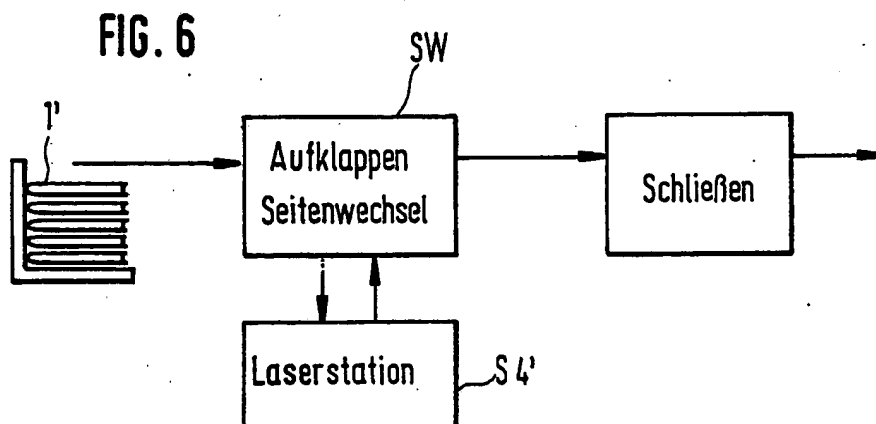 FIG. 6
SW
1'
Aufklappen
Seitenwechsel
Schließen
Laserstation
S 4'